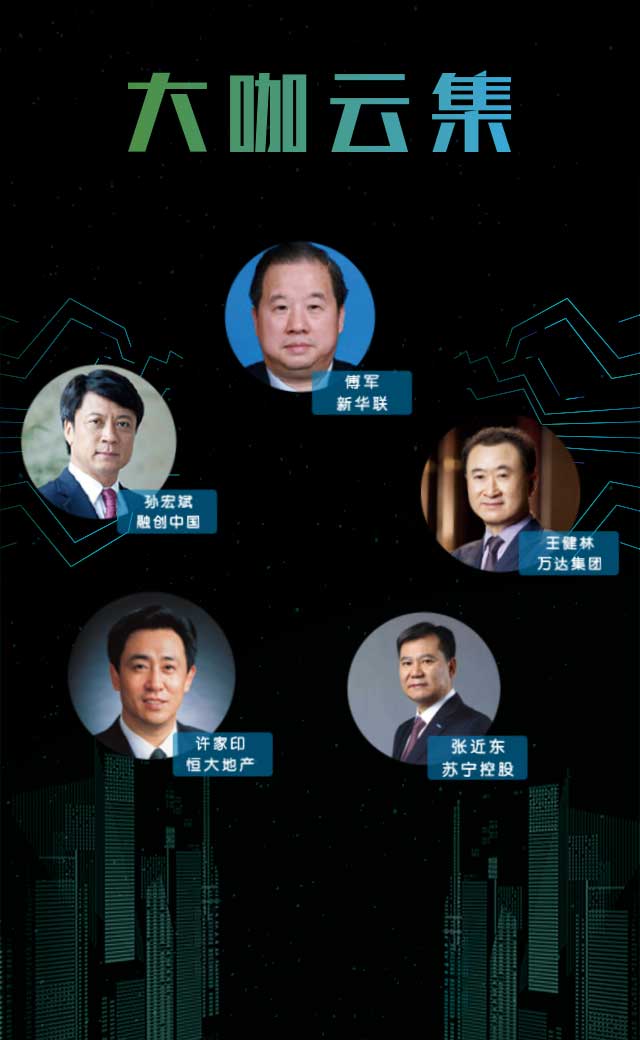 大咖云集
傅军
新华联
孙宏斌
融创中国
王健林
万达集团
许家印
恒大地产
张近东
苏宁控股